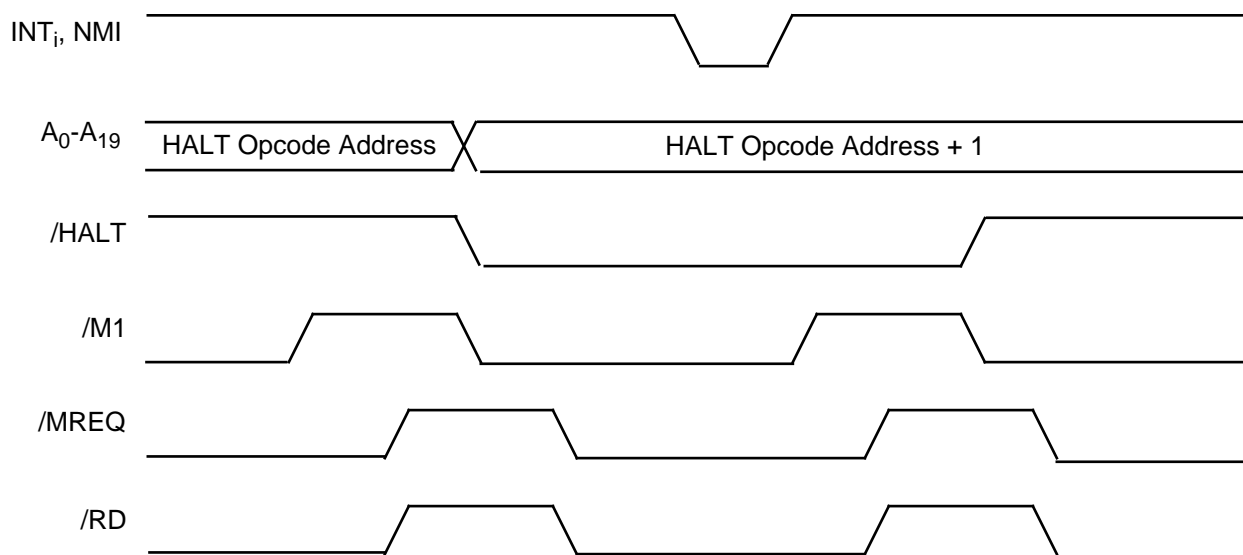 INTi, NMI
A0-A19
HALT Opcode Address
HALT Opcode Address + 1
/HALT
/M1
/MREQ
/RD